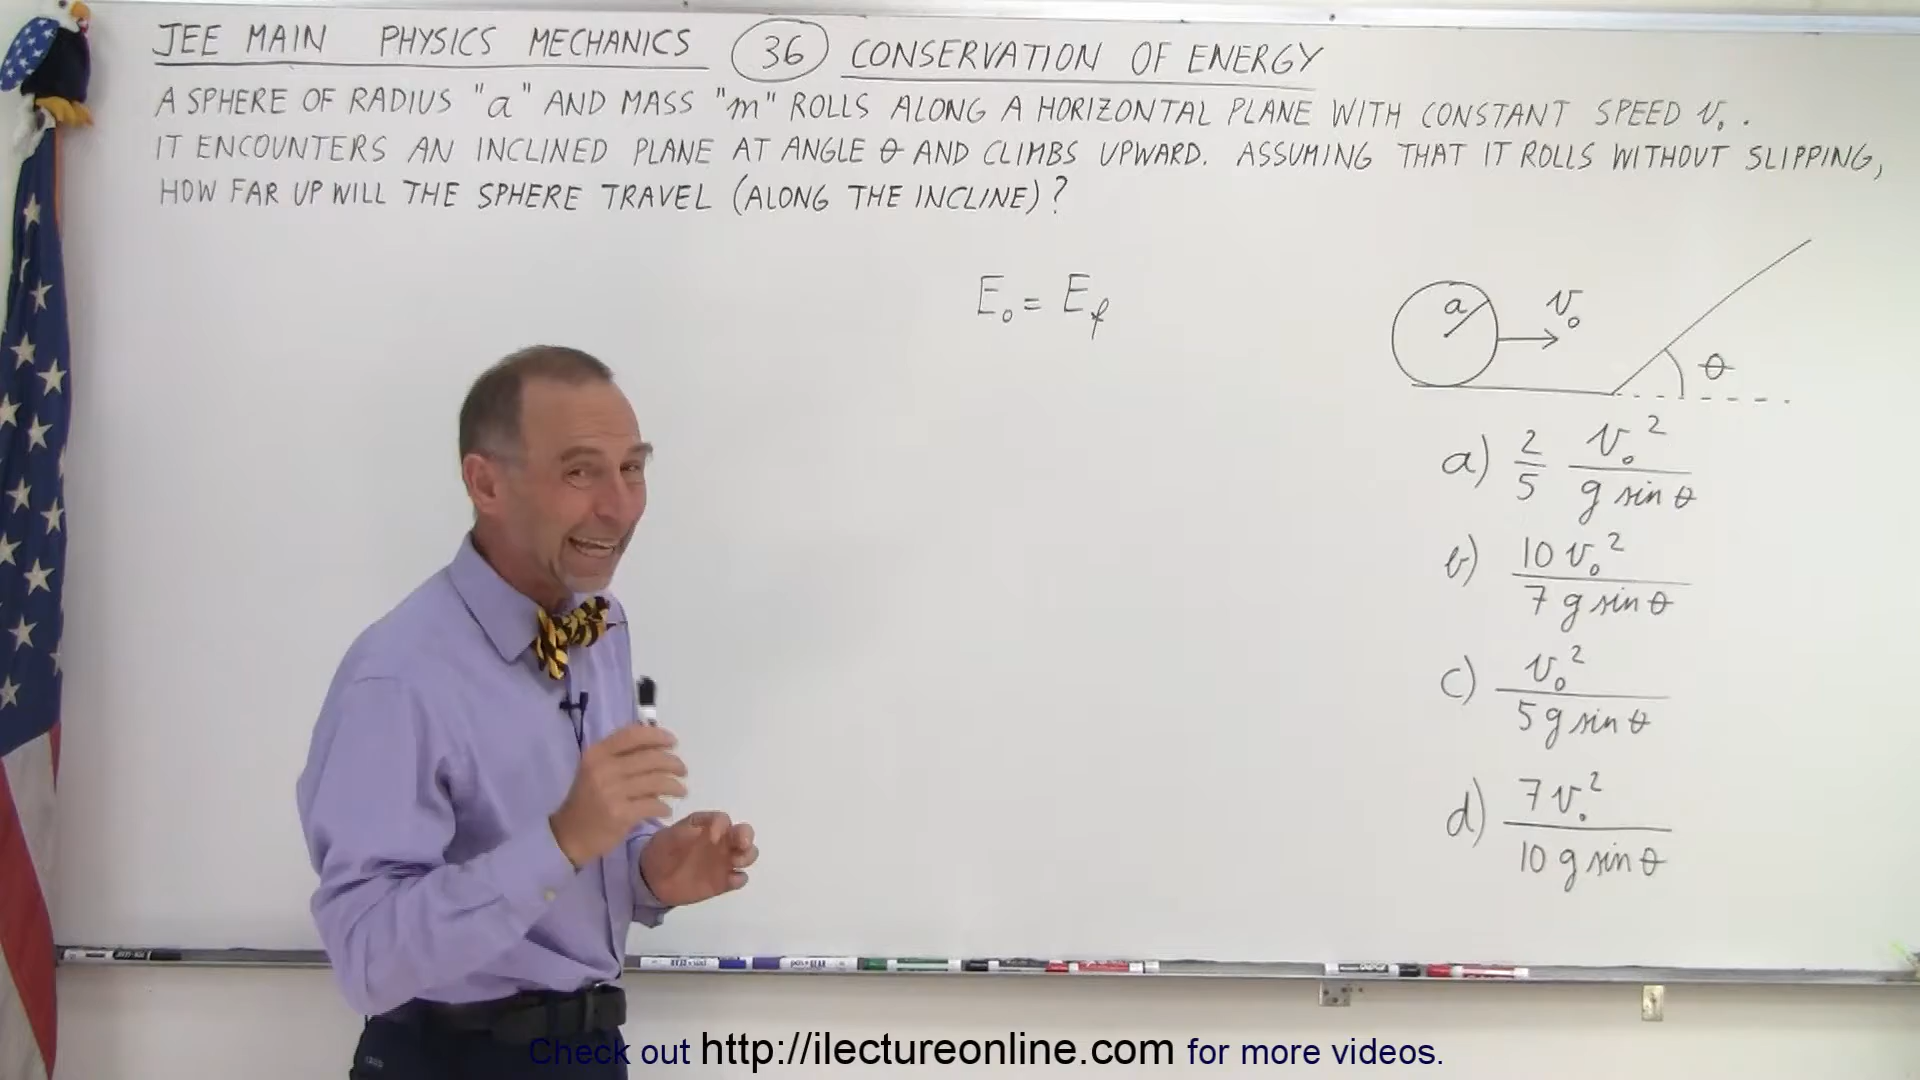 JEE MAIN PHYSICS MECHANICS 36 CONSERVATION OF ENERGY
A SPHERE OF RADIUS "a" AND MASS "m" ROLLS ALONG A HORIZONTAL PLANE WITH CONSTANT SPEED v₀.
IT ENCOUNTERS AN INCLINED PLANE AT ANGLE θ AND CLIMBS UPWARD. ASSUMING THAT IT ROLLS WITHOUT SLIPPING,
HOW FAR UP WILL THE SPHERE TRAVEL (ALONG THE INCLINE)?
E₀ = E_f
a v₀
θ
a) 2/5 v₀²/(g sin θ)
b) 10 v₀²/(7 g sin θ)
c) v₀²/(5 g sin θ)
d) 7 v₀²/(10 g sin θ)
Check out http://ilectureonline.com for more videos.